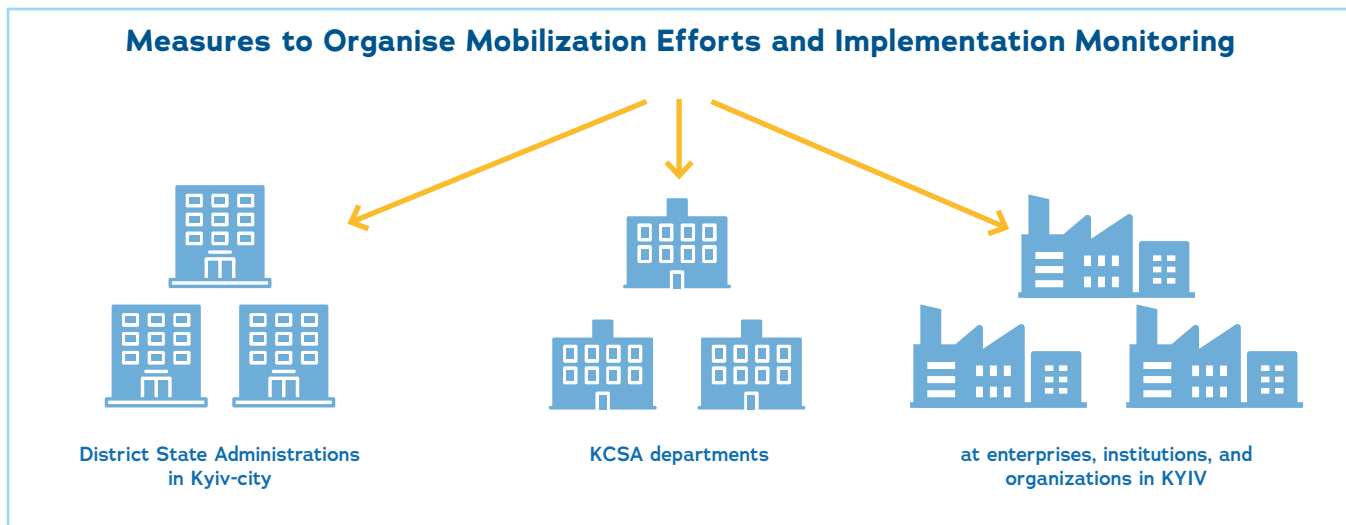 Measures to Organise Mobilization Efforts and Implementation Monitoring
District State Administrations
in Kyiv-city
KCSA departments
at enterprises, institutions, and
organizations in KYIV